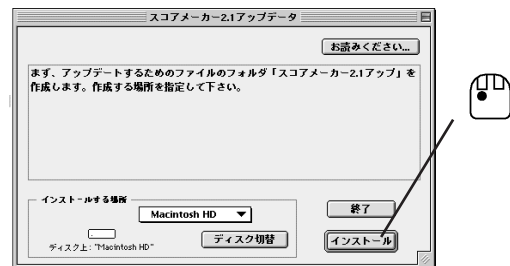 スコアメーカー2.1アップデータ
お読みください...
まず、アップデートするためのファイルのフォルダ「スコアメーカー2.1アップ」を
作成します。作成する場所を指定して下さい。
インストールする場所
Macintosh HD
終了
ディスク上:"Macintosh HD"
ディスク切替
インストール